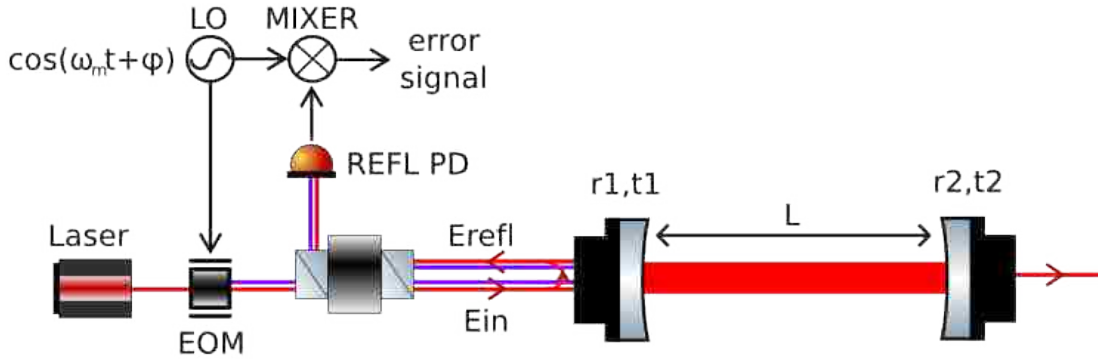 LO
MIXER
cos(ωmt+φ)
error
signal
REFL PD
r1,t1
r2,t2
L
Laser
Erefl
Ein
EOM